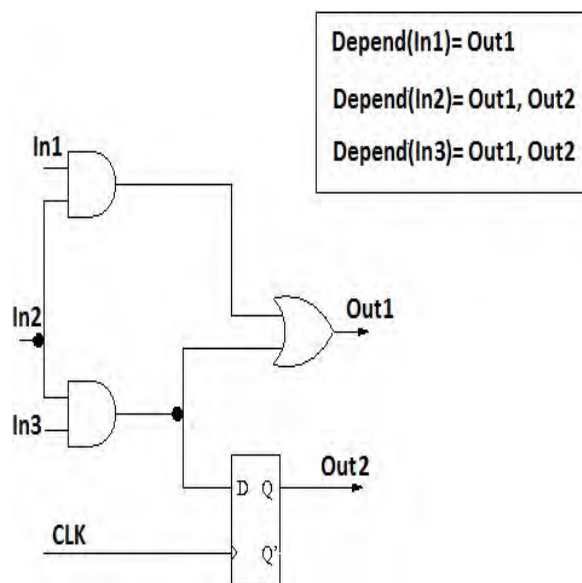 Depend(In1)= Out1
Depend(In2)= Out1, Out2
Depend(In3)= Out1, Out2
In1
In2
Out1
In3
Out2
D Q
CLK
Q'